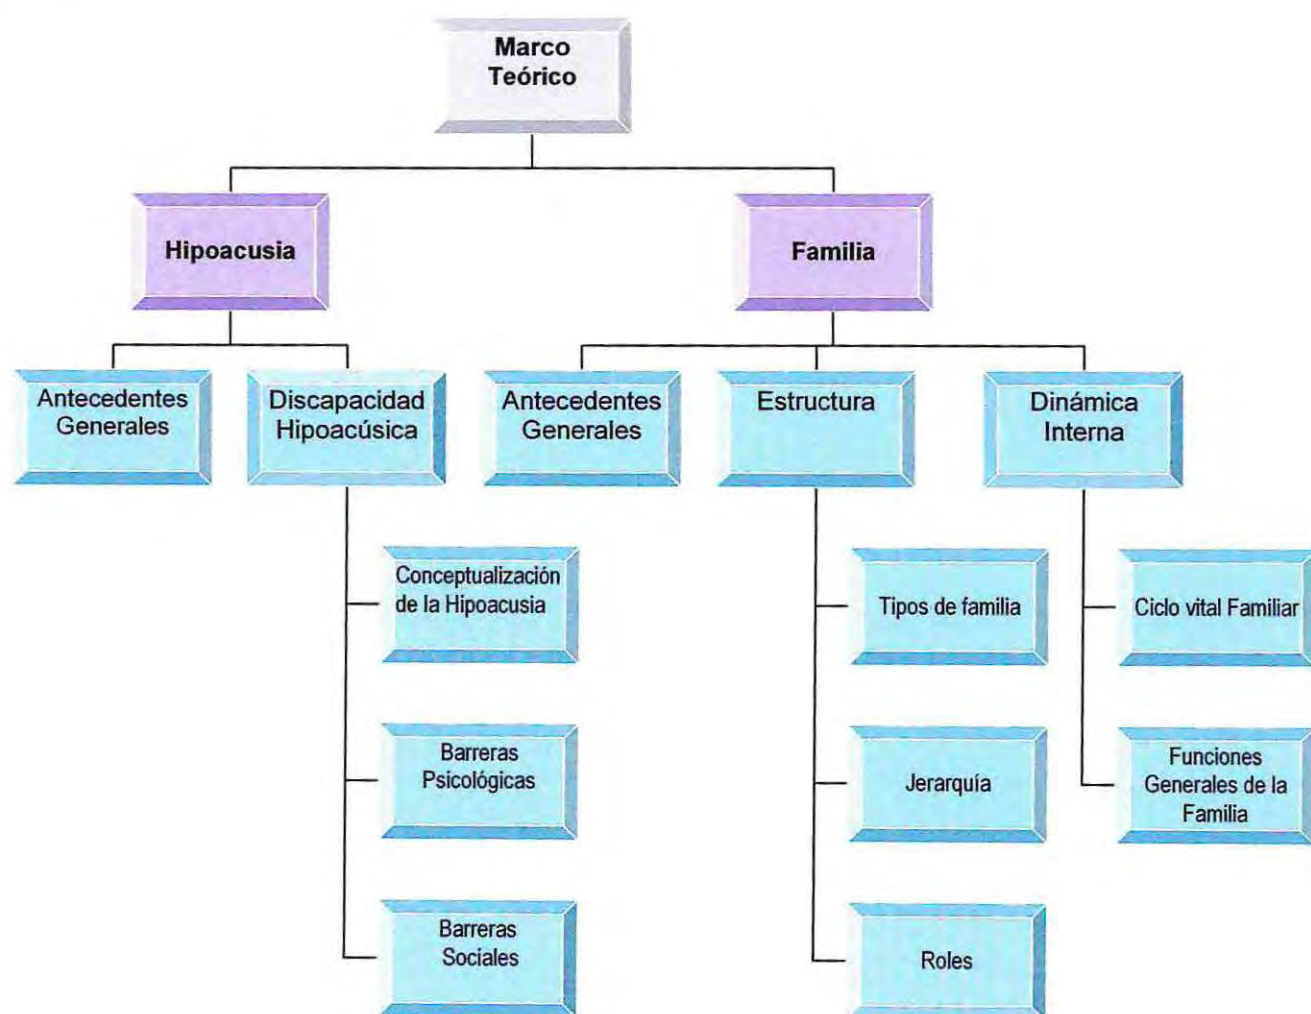 Marco
Teórico
Hipoacusia
Familia
Antecedentes
Generales
Discapacidad
Hipoacúsica
Antecedentes
Generales
Estructura
Dinámica
Interna
Conceptualización
de la Hipoacusia
Tipos de familia
Ciclo vital Familiar
Barreras
Psicológicas
Jerarquía
Funciones
Generales de la
Familia
Barreras
Sociales
Roles